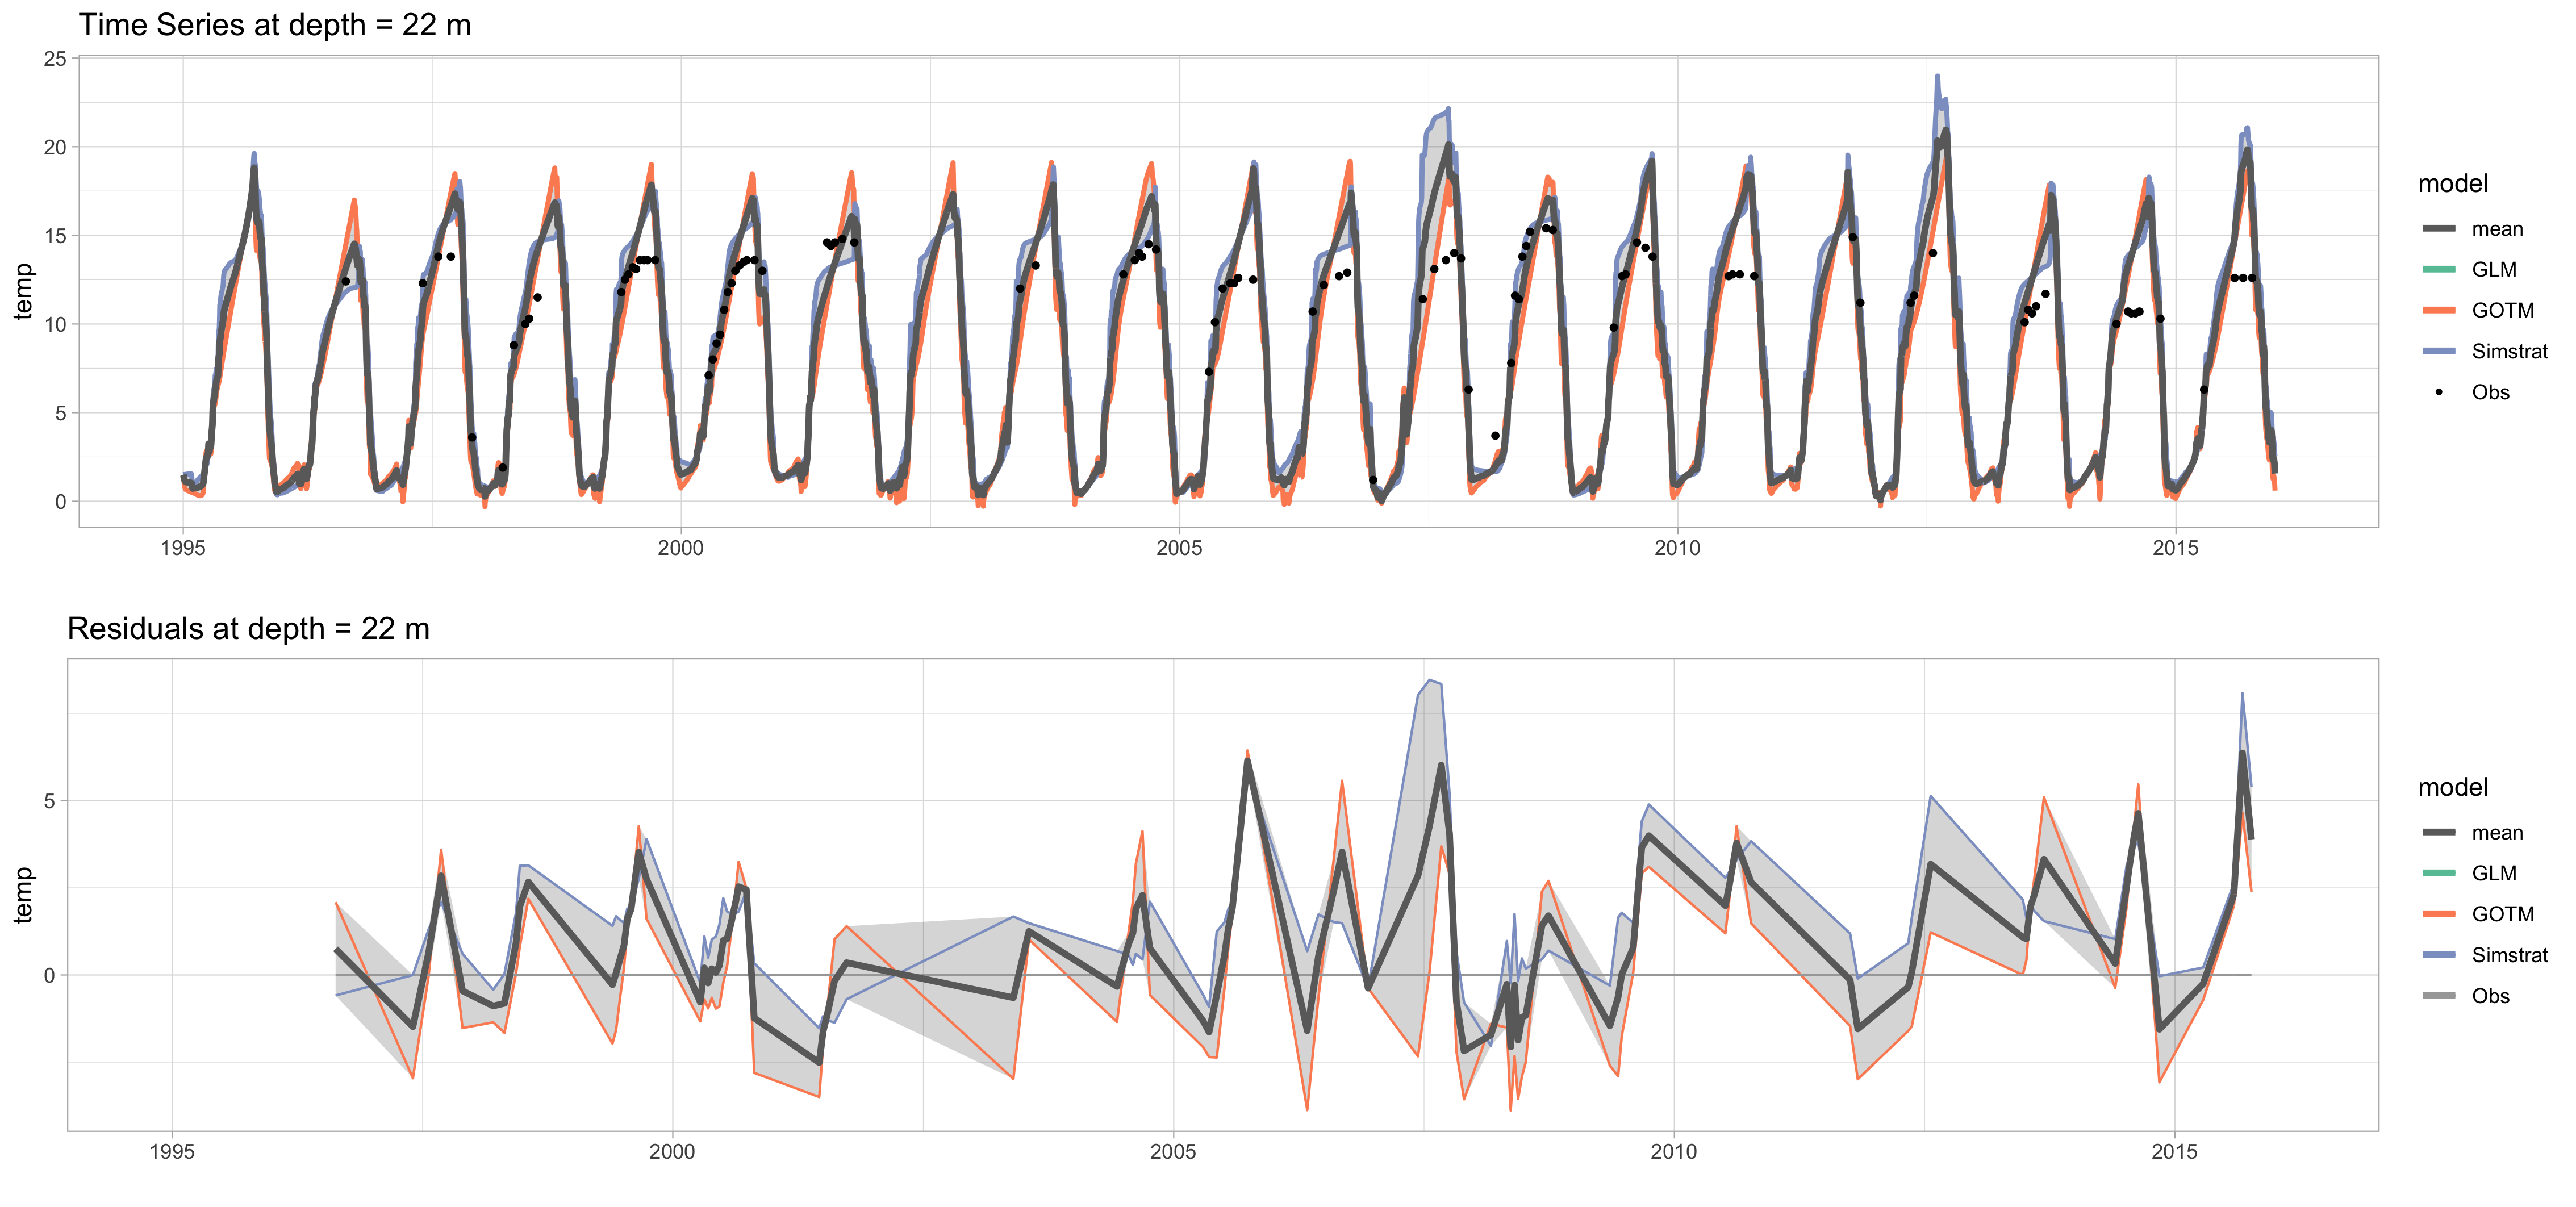 Time Series at depth = 22 m
temp
25
20
15
10
5
0
1995 2000 2005 2010 2015
model
mean
GLM
GOTM
Simstrat
Obs
Residuals at depth = 22 m
temp
5
0
1995 2000 2005 2010 2015
model
mean
GLM
GOTM
Simstrat
Obs